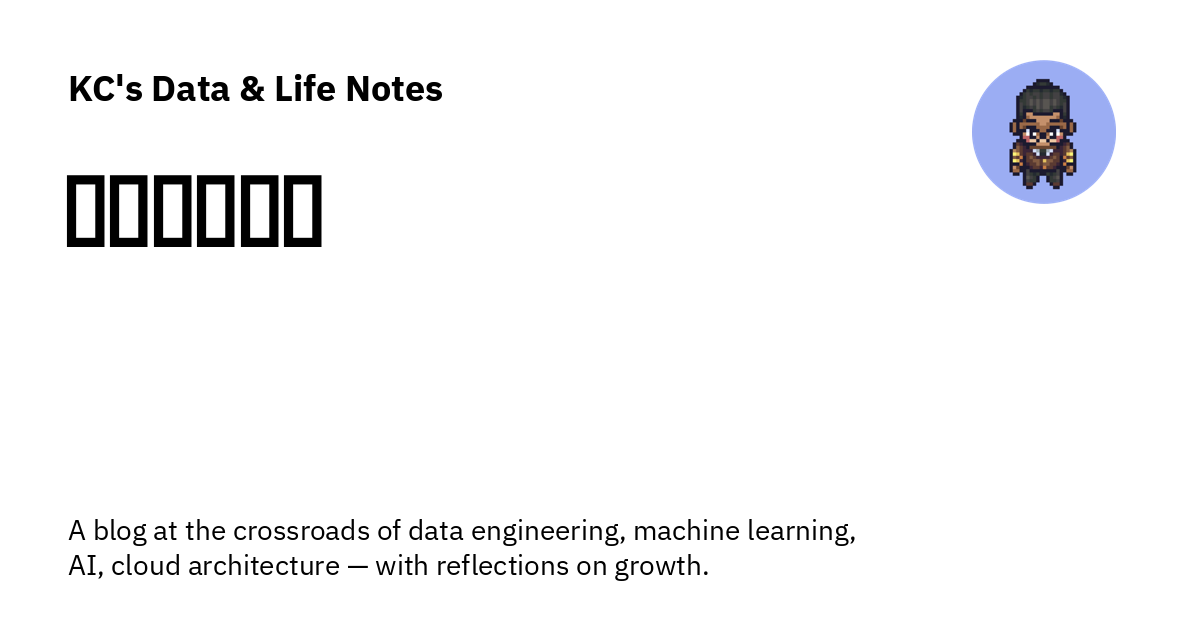 KC's Data & Life Notes
A blog at the crossroads of data engineering, machine learning,
AI, cloud architecture — with reflections on growth.